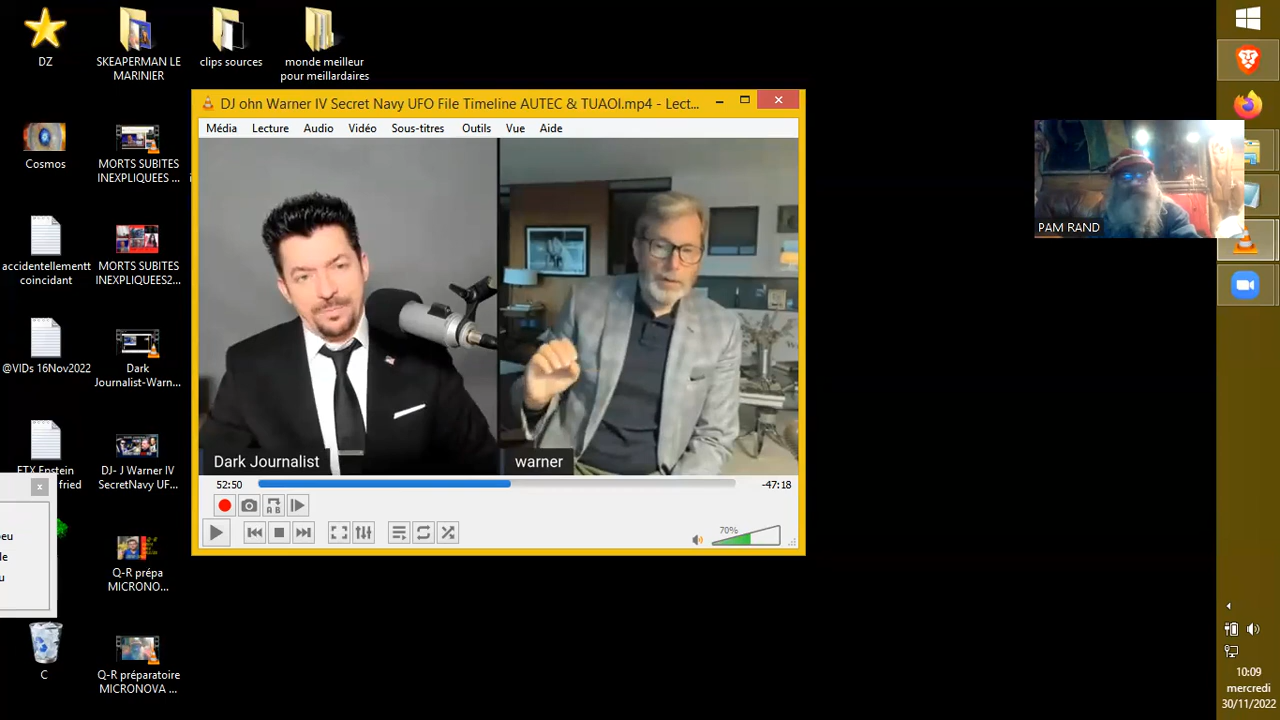 DZ
SKEAPERMAN LE
MARINIER
clips sources
monde meilleur
pour meillardaires
DJ ohn Warner IV Secret Navy UFO File Timeline AUTEC & TUAOI.mp4 - Lect...
Média Lecture Audio Vidéo Sous-titres Outils Vue Aide
Cosmos
MORTS SUBITES
INEXPLIQUEES ...
accidentellementt
coincidant
MORTS SUBITES
INEXPLIQUEES2...
@VIDs 16Nov2022
Dark
Journalist-Warn...
FTX Epstein
fried
DJ- J Warner IV
SecretNavy UF...
Q-R prépa
MICRONO...
C
Q-R préparatoire
MICRONOVA ...
Dark Journalist
warner
52:50
-47:18
A B
70%
PAM RAND
10:09
mercredi
30/11/2022